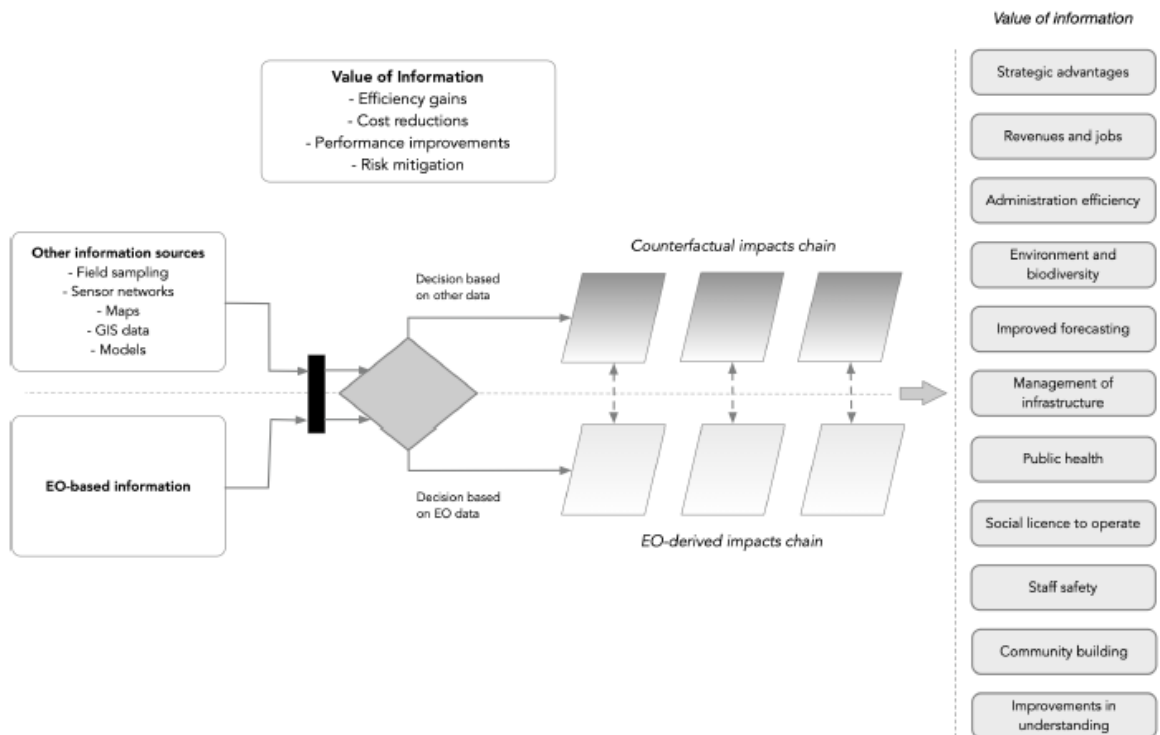 Value of information
Value of Information
- Efficiency gains
- Cost reductions
- Performance improvements
- Risk mitigation
Other information sources
- Field sampling
- Sensor networks
- Maps
- GIS data
- Models
EO-based information
Decision based
on other data
Decision based
on EO data
Counterfactual impacts chain
EO-derived impacts chain
Strategic advantages
Revenues and jobs
Administration efficiency
Environment and
biodiversity
Improved forecasting
Management of
infrastructure
Public health
Social licence to operate
Staff safety
Community building
Improvements in
understanding